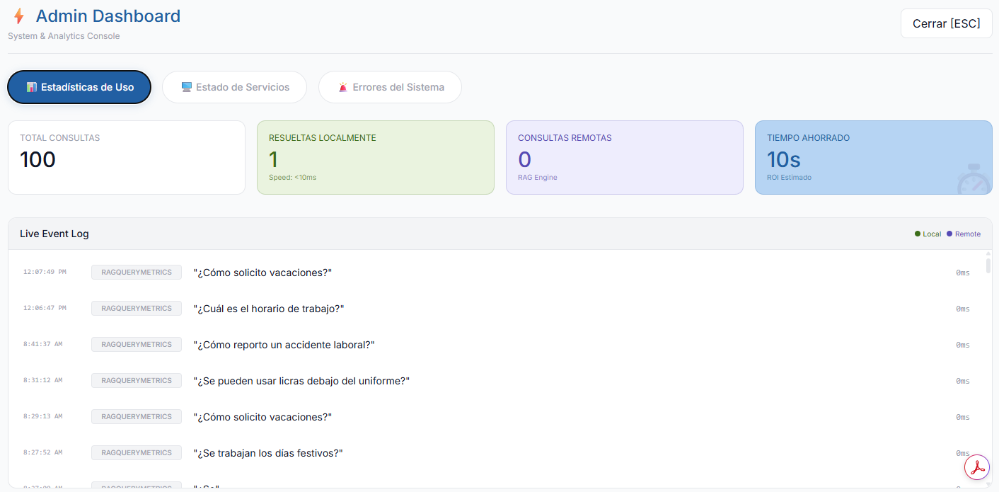 Admin Dashboard
System & Analytics Console
Cerrar [ESC]
Estadísticas de Uso
Estado de Servicios
Errores del Sistema
TOTAL CONSULTAS
100
RESUELTAS LOCALMENTE
1
Speed: <10ms
CONSULTAS REMOTAS
0
RAG Engine
TIEMPO AHORRADO
10s
ROI Estimado
Live Event Log
Local Remote
12:07:49 PM RAGQUERYMETRICS "¿Cómo solicito vacaciones?" 0ms
12:06:47 PM RAGQUERYMETRICS "¿Cuál es el horario de trabajo?" 0ms
8:41:37 AM RAGQUERYMETRICS "¿Cómo reporto un accidente laboral?" 0ms
8:31:12 AM RAGQUERYMETRICS "¿Se pueden usar licras debajo del uniforme?" 0ms
8:29:13 AM RAGQUERYMETRICS "¿Cómo solicito vacaciones?" 0ms
8:27:52 AM RAGQUERYMETRICS "¿Se trabajan los días festivos?" 0ms
RAGQUERYMETRICS